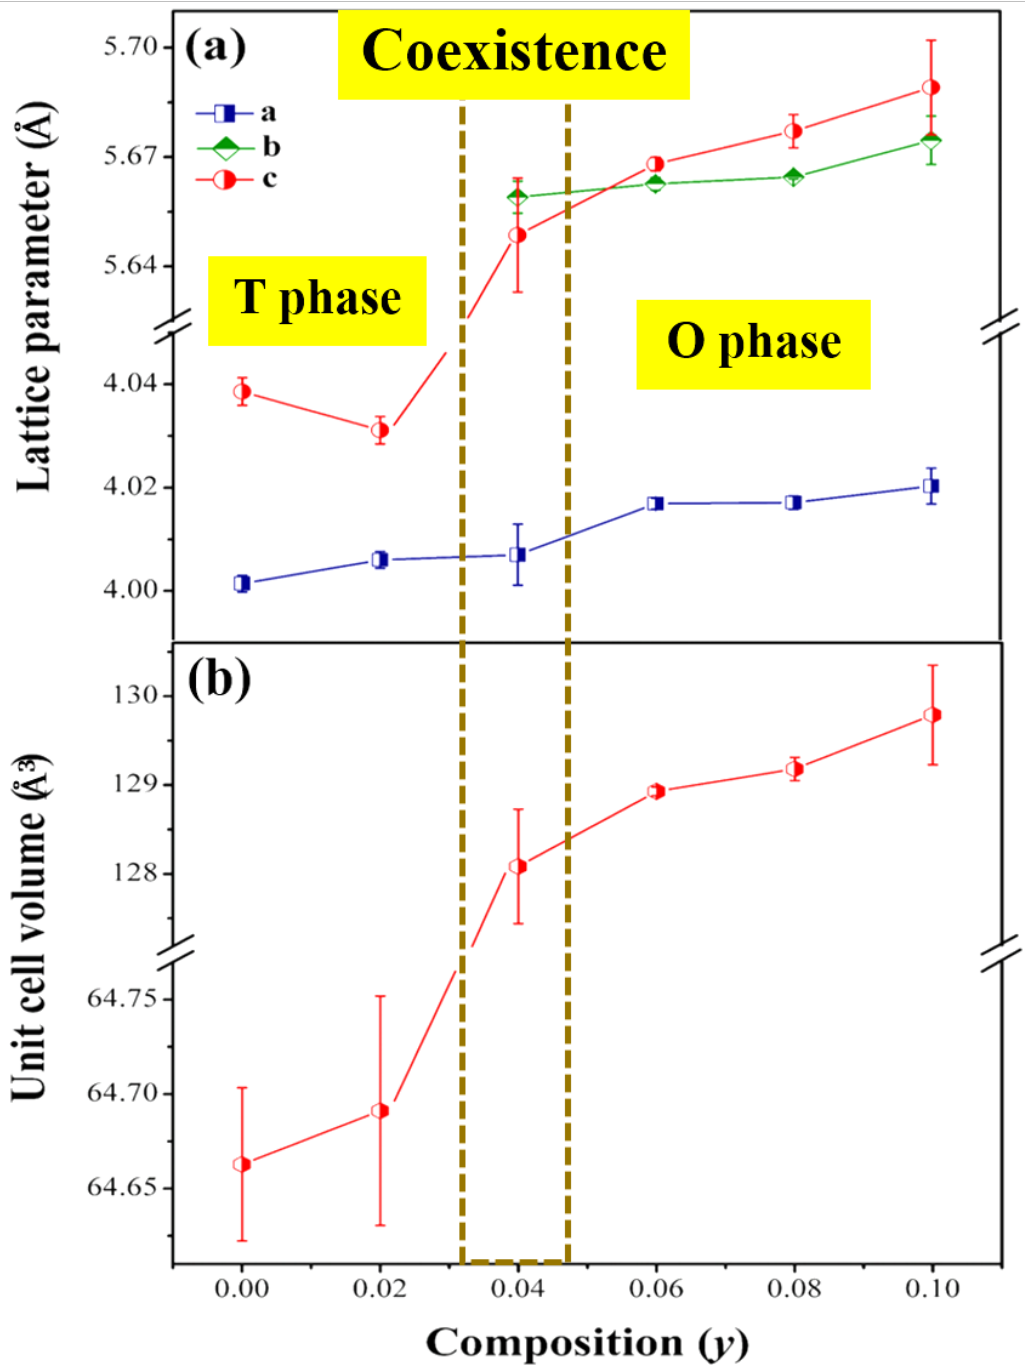 (a)
Coexistence
a
b
c
T phase
O phase
Lattice parameter (Å)
5.70
5.67
5.64
4.04
4.02
4.00
(b)
Unit cell volume (Å³)
130
129
128
64.75
64.70
64.65
0.00 0.02 0.04 0.06 0.08 0.10
Composition (y)